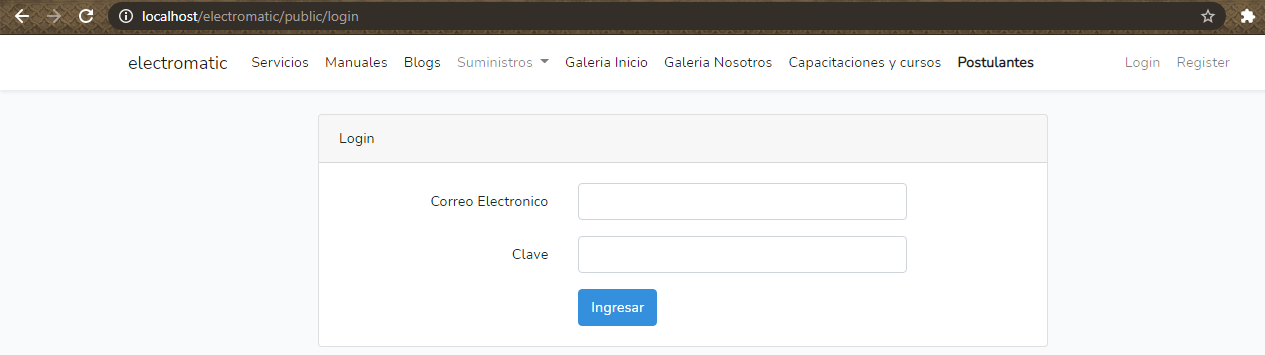 localhost/electromatic/public/login
electromatic Servicios Manuales Blogs Suministros Galeria Inicio Galeria Nosotros Capacitaciones y cursos Postulantes Login Register
Login
Correo Electronico
Clave
Ingresar